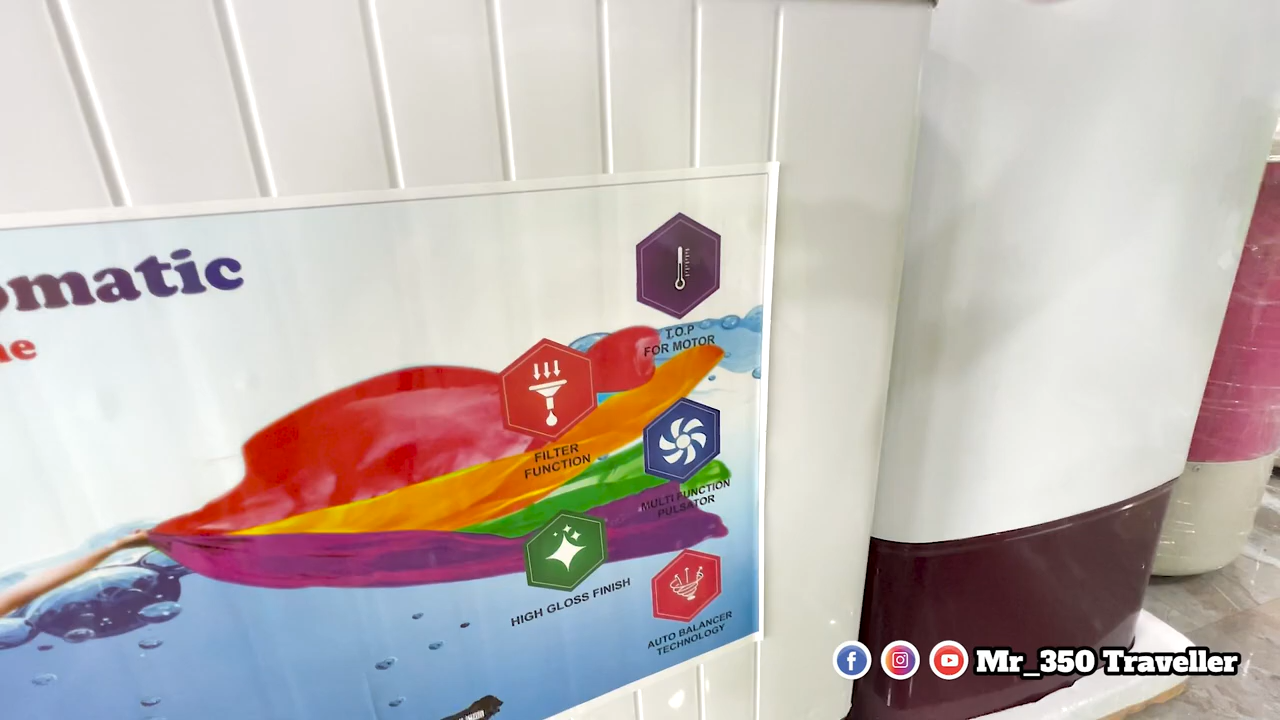 omatic
ne
T.O.P
FOR MOTOR
FILTER
FUNCTION
MULTI FUNCTION
PULSATOR
HIGH GLOSS FINISH
AUTO BALANCER
TECHNOLOGY
Mr_350 Traveller